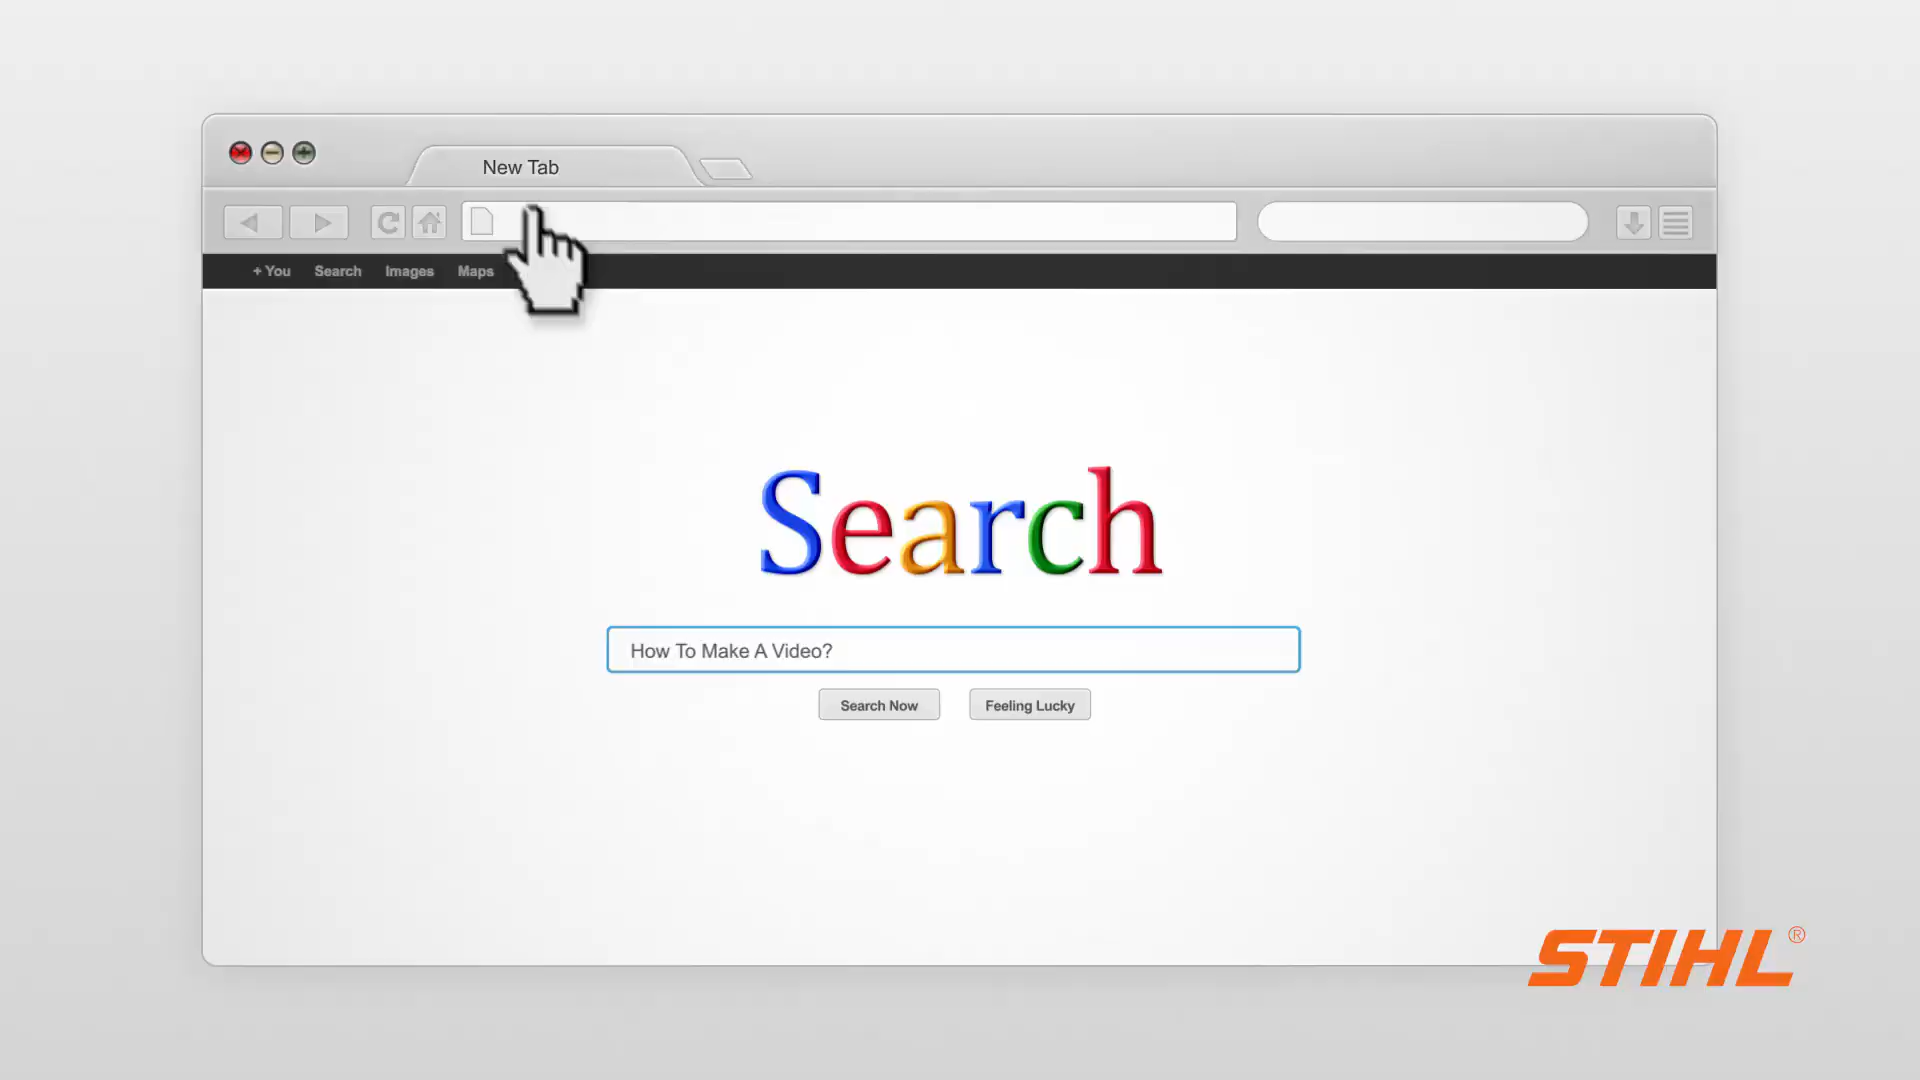 New Tab
+ You Search Images Maps
Search
How To Make A Video?
Search Now Feeling Lucky
STIHL®